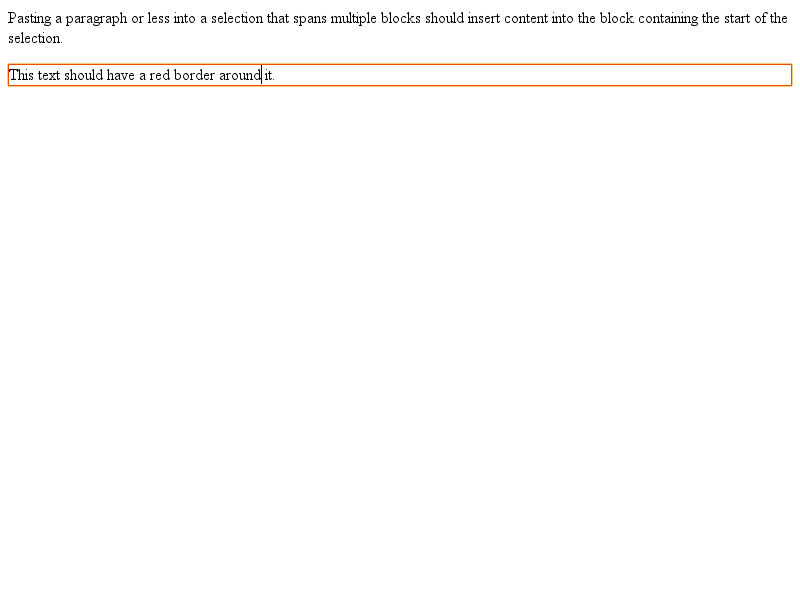 Pasting a paragraph or less into a selection that spans multiple blocks should insert content into the block containing the start of the
selection.
This text should have a red border around it.